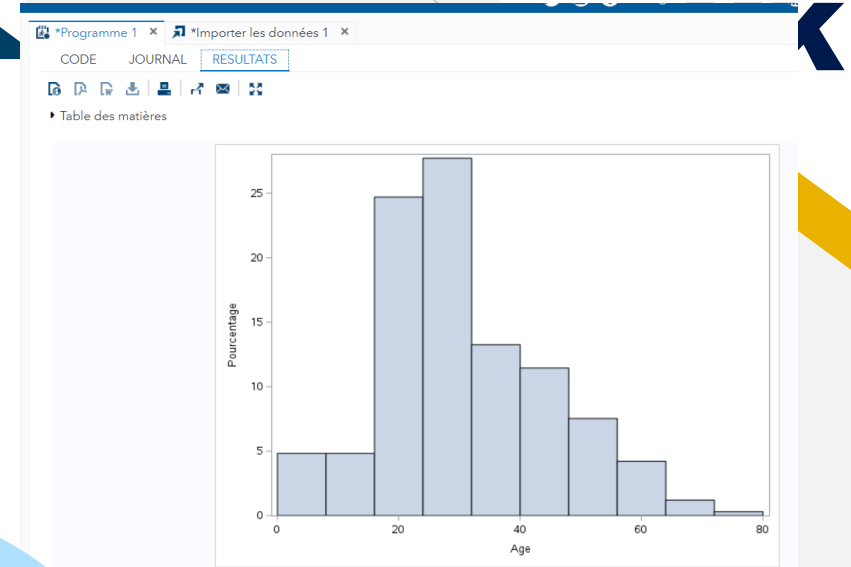 *Programme 1 × *Importer les données 1 ×
CODE JOURNAL RESULTATS
Table des matières
25
20
15
10
5
0
Pourcentage
0 20 40 60 80
Age